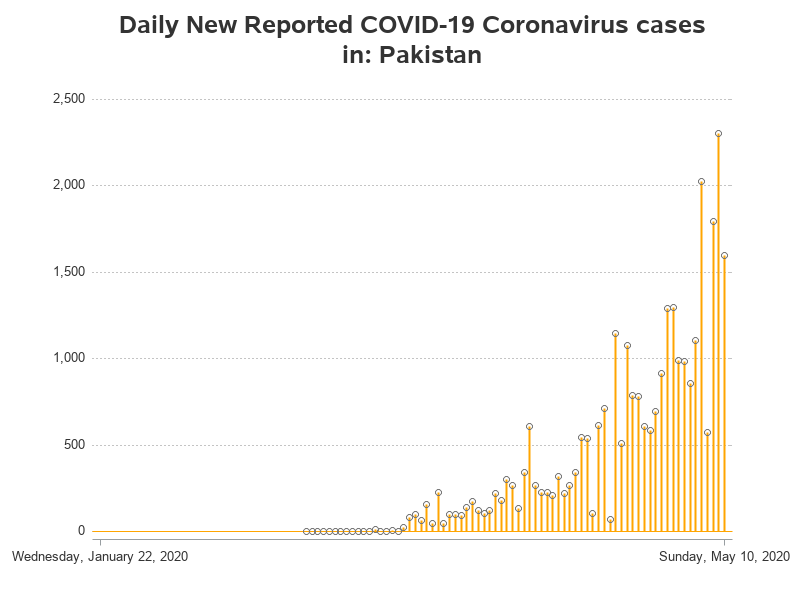 Daily New Reported COVID-19 Coronavirus cases
in: Pakistan
2,500
2,000
1,500
1,000
500
0
Wednesday, January 22, 2020
Sunday, May 10, 2020